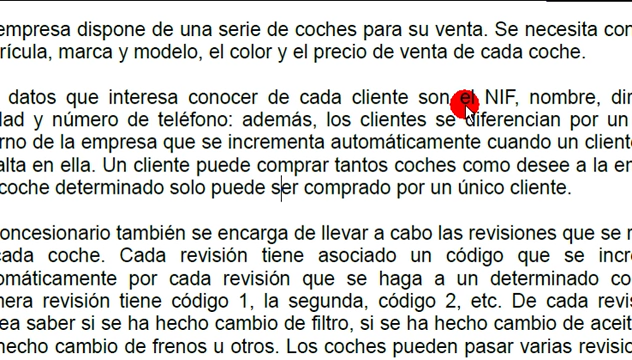 empresa dispone de una serie de coches para su venta. Se necesita con
rícula, marca y modelo, el color y el precio de venta de cada coche.
datos que interesa conocer de cada cliente son el NIF, nombre, dir
dad y número de teléfono: además, los clientes se diferencian por un
rno de la empresa que se incrementa automáticamente cuando un cliente
alta en ella. Un cliente puede comprar tantos coches como desee a la en
coche determinado solo puede ser comprado por un único cliente.
oncesionario también se encarga de llevar a cabo las revisiones que se r
cada coche. Cada revisión tiene asociado un código que se incre
omáticamente por cada revisión que se haga a un determinado co
nera revisión tiene código 1, la segunda, código 2, etc. De cada revis
ea saber si se ha hecho cambio de filtro, si se ha hecho cambio de aceit
hecho cambio de frenos u otros. Los coches pueden pasar varias revisio